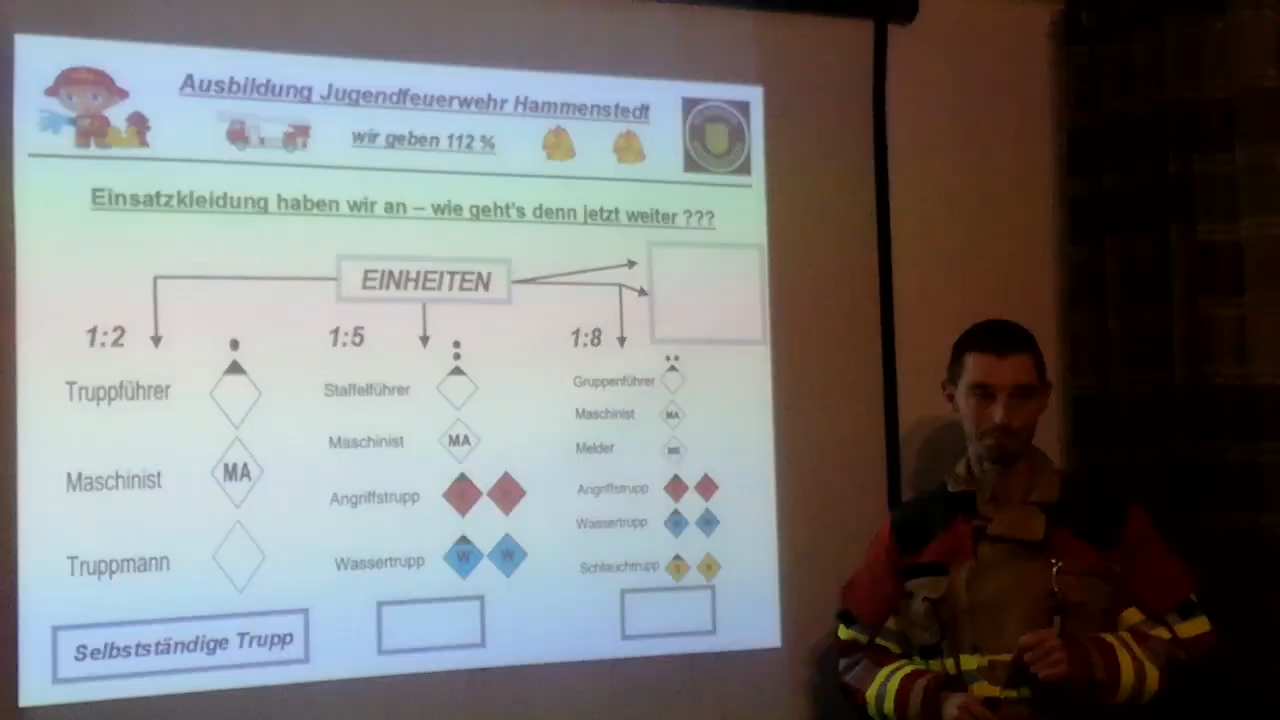 Ausbildung Jugendfeuerwehr Hammenstedt
wir geben 112 %
Einsatzkleidung haben wir an – wie geht's denn jetzt weiter ???
EINHEITEN
1:2
Truppführer
Maschinist MA
Truppmann
Selbstständige Trupp
1:5
Staffelführer
Maschinist MA
Angriffstrupp
Wassertrupp W W
1:8
Gruppenführer
Maschinist MA
Melder
Angriffstrupp
Wassertrupp
Schlauchtrupp S S